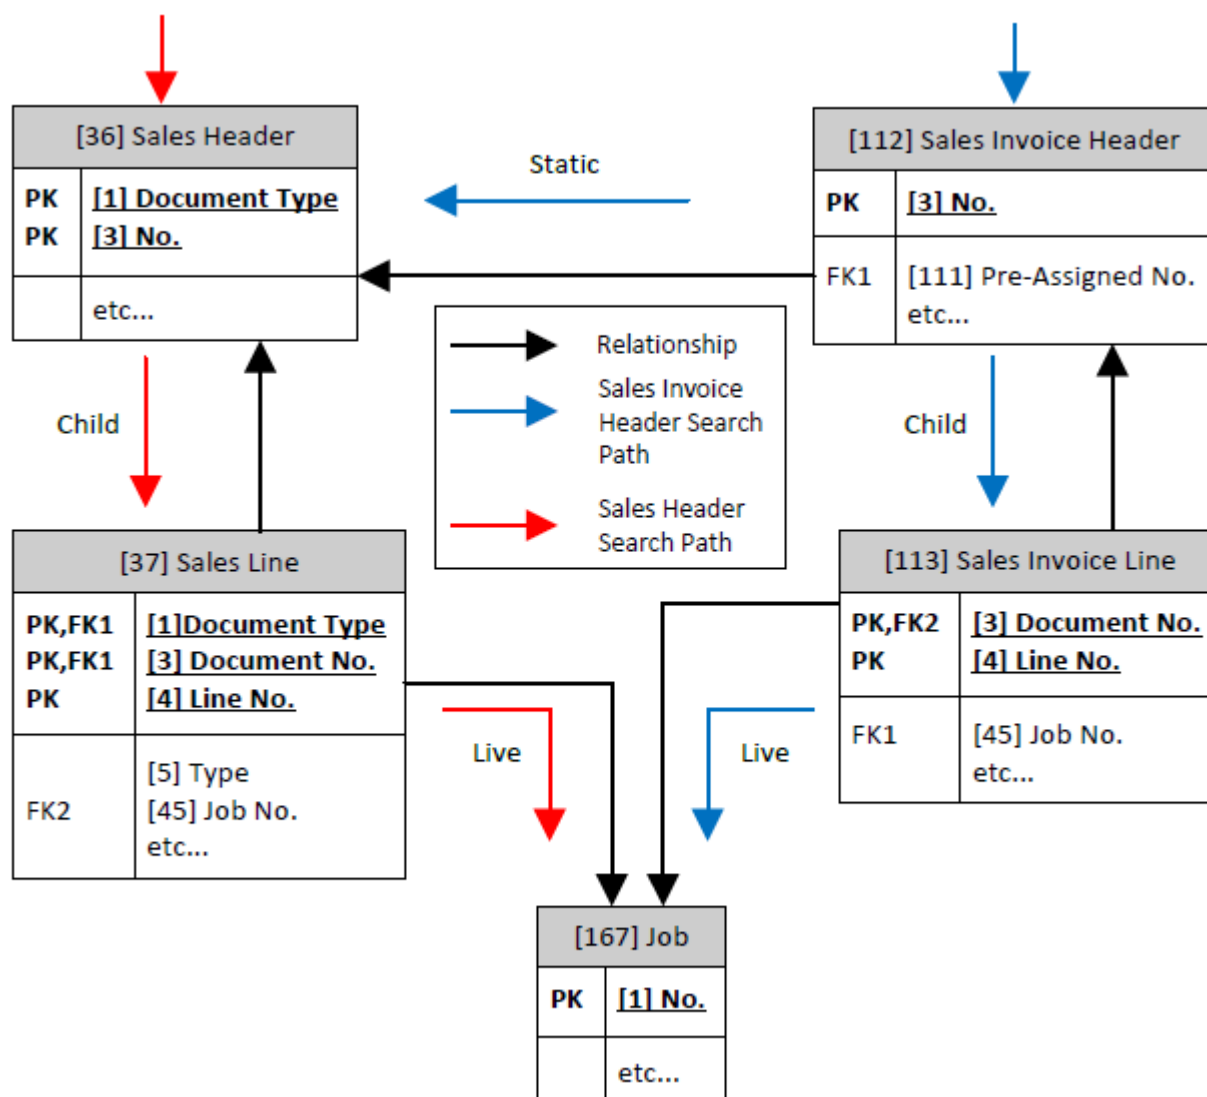 [36] Sales Header
PK [1] Document Type
PK [3] No.
etc...
Static
[112] Sales Invoice Header
PK [3] No.
FK1 [111] Pre-Assigned No.
etc...
Relationship
Sales Invoice
Header Search
Path
Sales Header
Search Path
Child
Child
[37] Sales Line
PK,FK1 [1]Document Type
PK,FK1 [3] Document No.
PK [4] Line No.
[5] Type
FK2 [45] Job No.
etc...
[113] Sales Invoice Line
PK,FK2 [3] Document No.
PK [4] Line No.
FK1 [45] Job No.
etc...
Live
Live
[167] Job
PK [1] No.
etc...